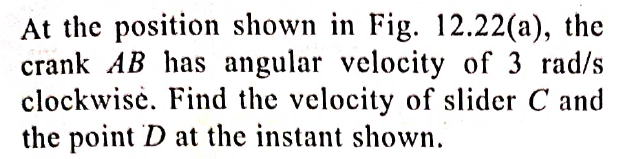 At the position shown in Fig. 12.22(a), the
crank AB has angular velocity of 3 rad/s
clockwise. Find the velocity of slider C and
the point D at the instant shown.